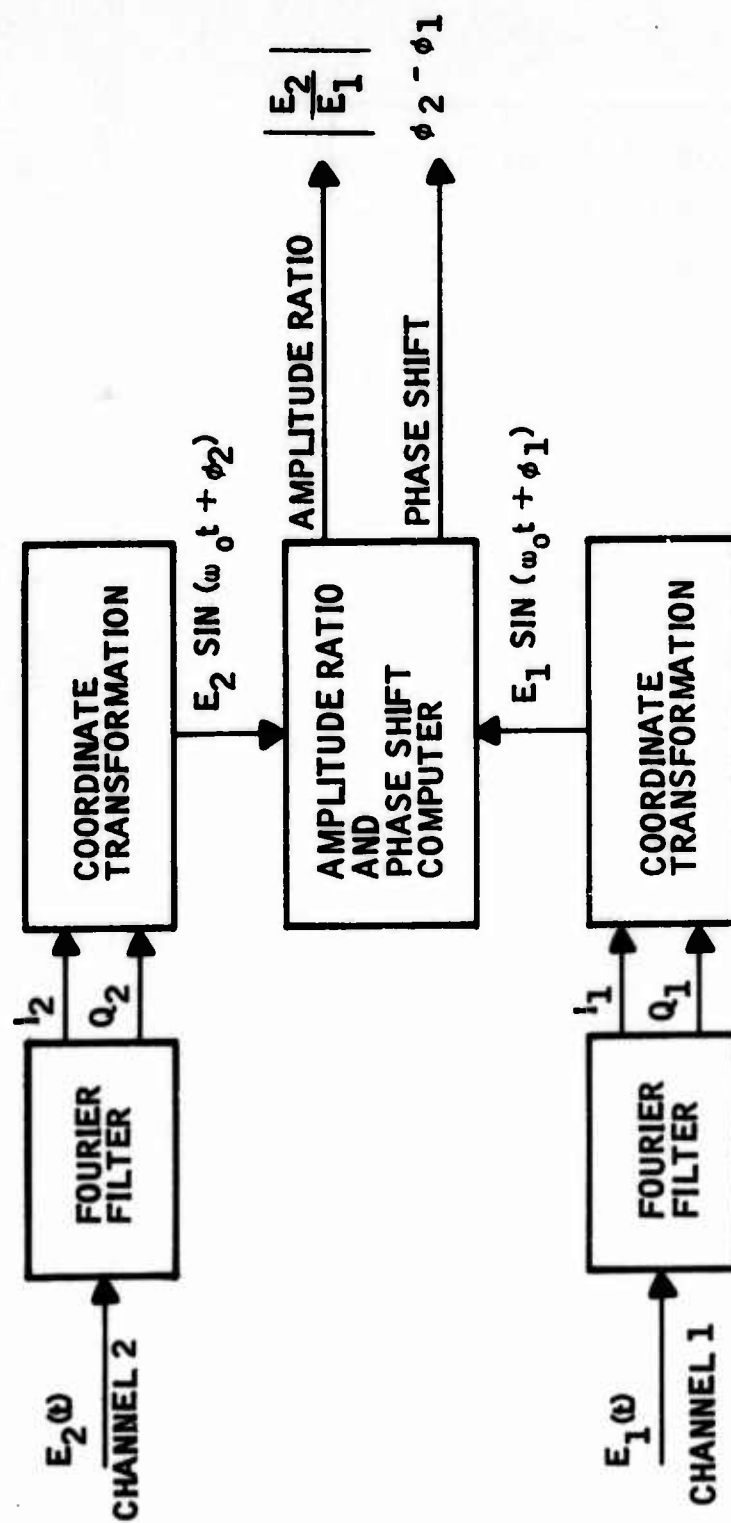 E₂(t)
CHANNEL 2
FOURIER
FILTER
I₂
Q₂
COORDINATE
TRANSFORMATION
E₂ SIN (ω₀t + φ₂)
AMPLITUDE RATIO
AND
PHASE SHIFT
COMPUTER
AMPLITUDE RATIO
|E₂/E₁|
PHASE SHIFT
φ₂ - φ₁
E₁ SIN (ω₀t + φ₁)
E₁(t)
CHANNEL 1
FOURIER
FILTER
I₁
Q₁
COORDINATE
TRANSFORMATION